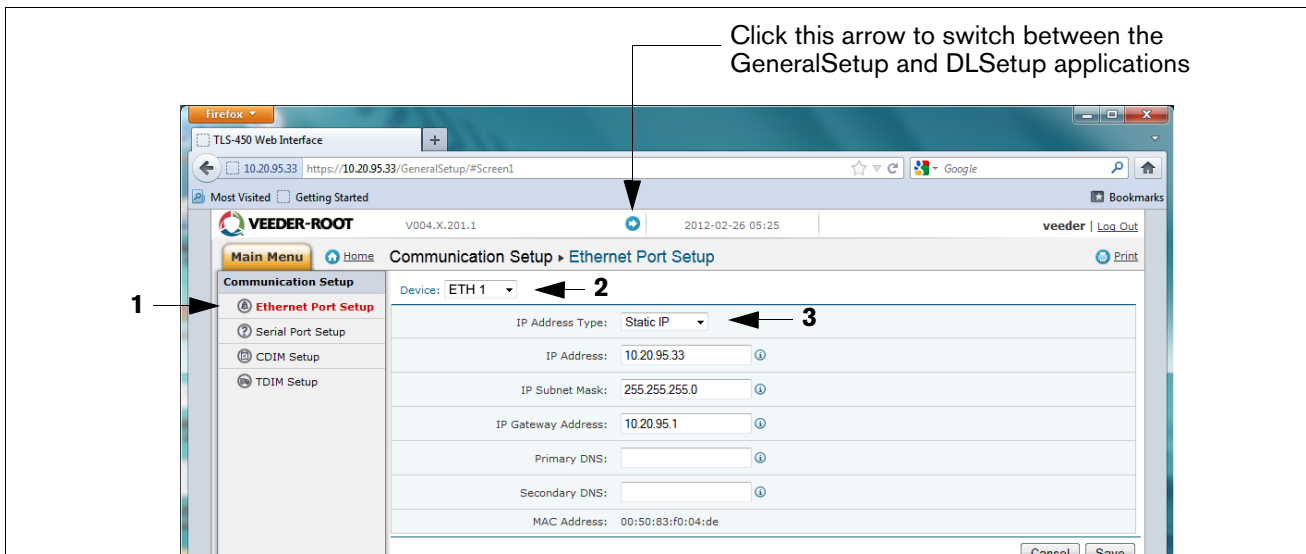 Click this arrow to switch between the
GeneralSetup and DLSetup applications
Firefox
TLS-450 Web Interface
10.20.95.33 https://10.20.95.33/GeneralSetup/#Screen1
Google
Most Visited Getting Started
Bookmarks
VEEDER-ROOT V004.X.201.1 2012-02-26 05:25 veeder | Log Out
Main Menu Home Communication Setup Ethernet Port Setup Print
Communication Setup
Device: ETH 1 2
1 Ethernet Port Setup
IP Address Type: Static IP 3
Serial Port Setup
IP Address: 10.20.95.33
CDIM Setup
TDIM Setup
IP Subnet Mask: 255.255.255.0
IP Gateway Address: 10.20.95.1
Primary DNS:
Secondary DNS:
MAC Address: 00:50:83:f0:04:de
Cancel Save